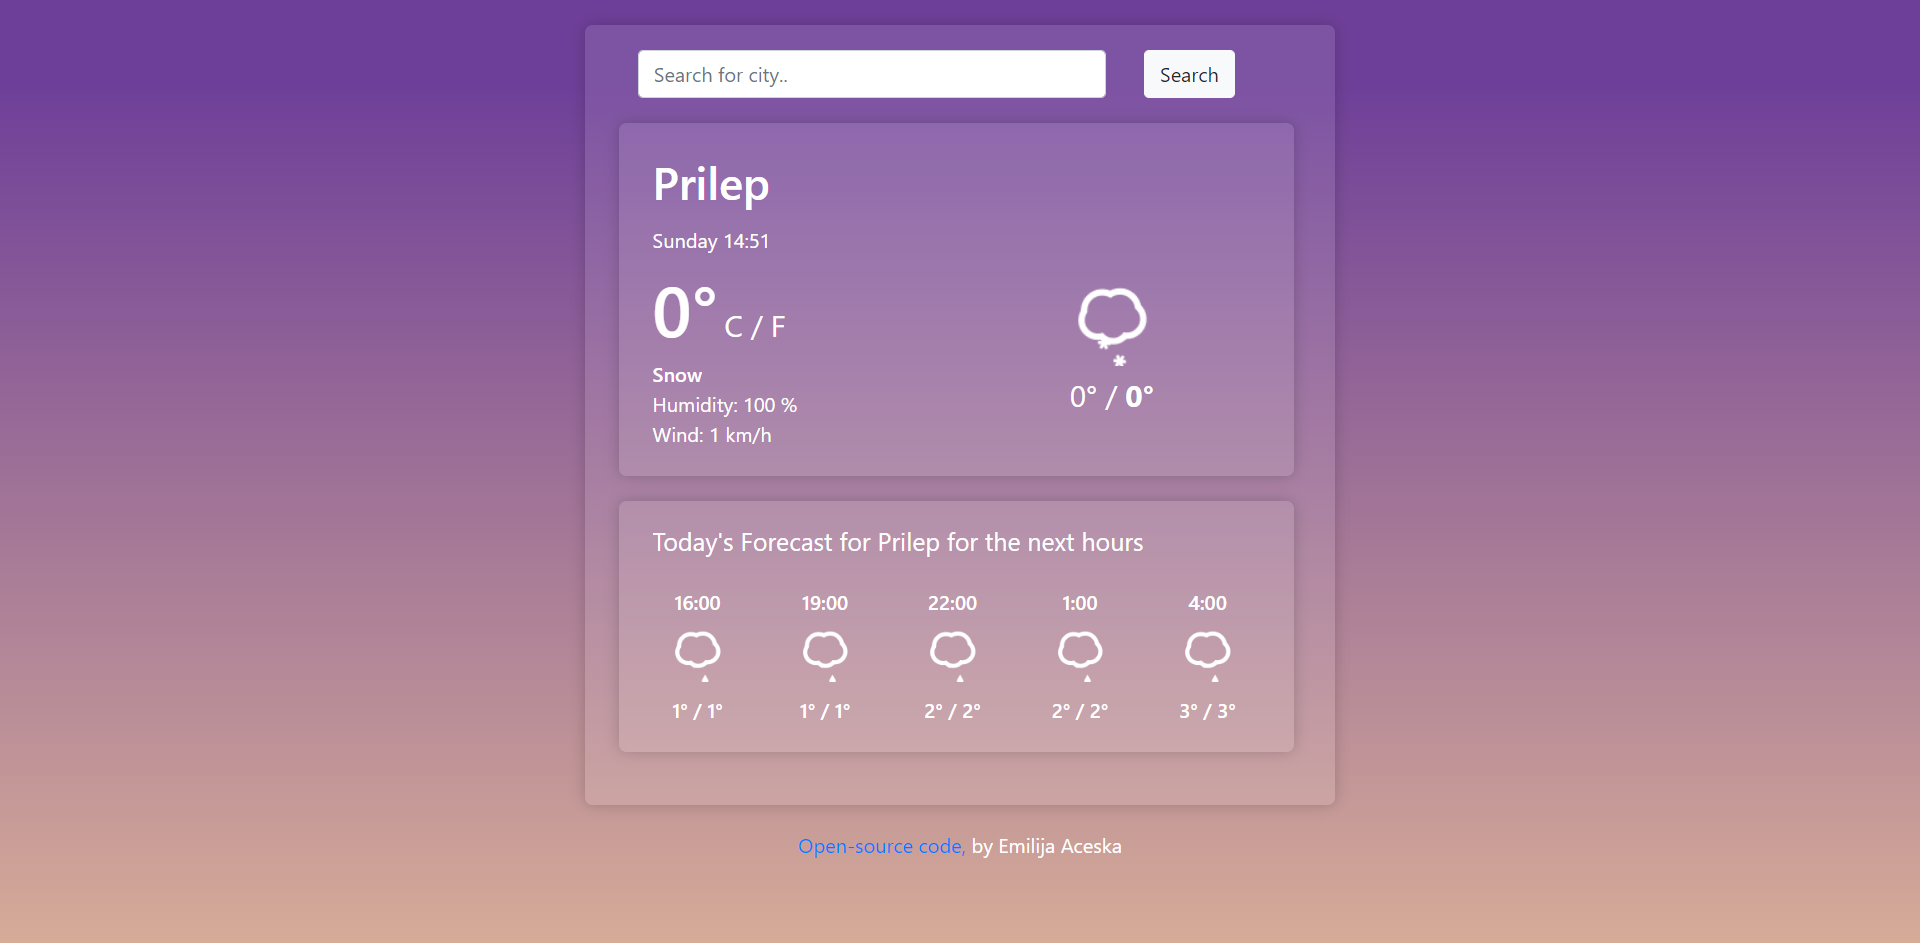 Search for city..
Search
Prilep
Sunday 14:51
0° C / F
Snow
Humidity: 100 %
Wind: 1 km/h
0° / 0°
Today's Forecast for Prilep for the next hours
16:00 19:00 22:00 1:00 4:00
1° / 1° 1° / 1° 2° / 2° 2° / 2° 3° / 3°
Open-source code, by Emilija Aceska